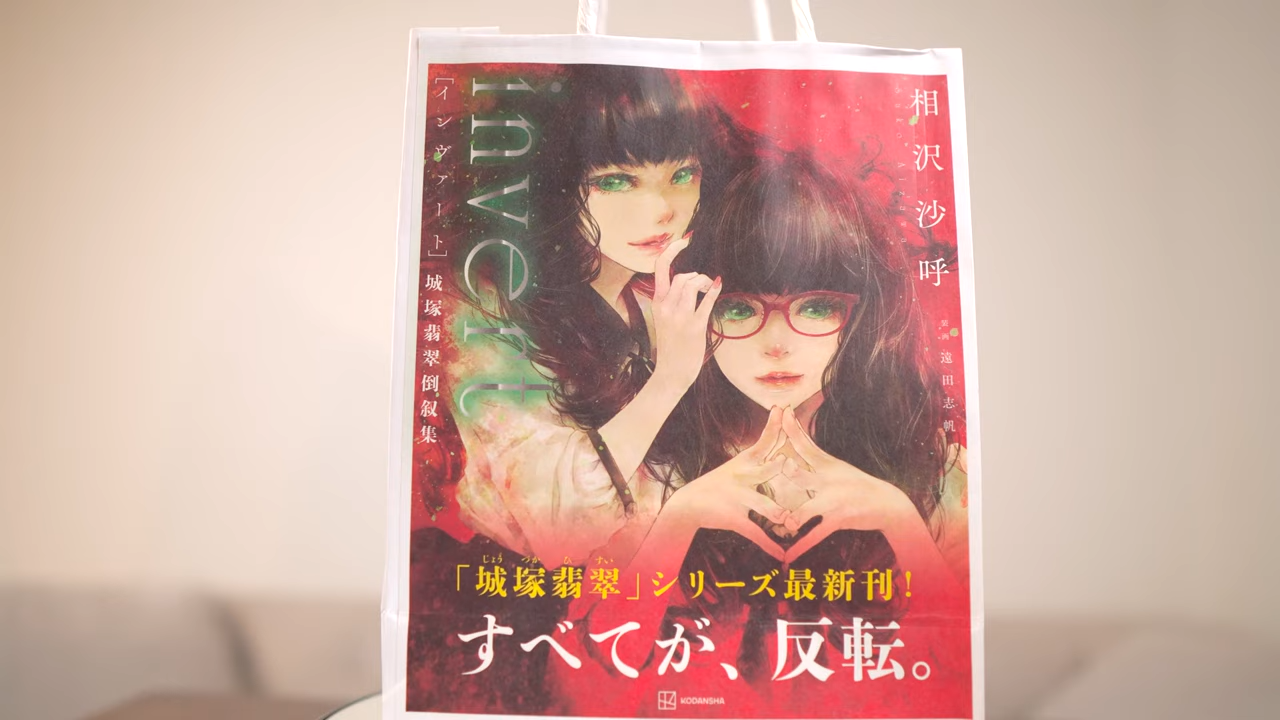 相沢沙呼
装画 遠田志帆
invert
[インヴァート]城塚翡翠倒叙集
じょう づか ひ すい
「城塚翡翠」シリーズ最新刊!
すべてが、反転。
KODANSHA